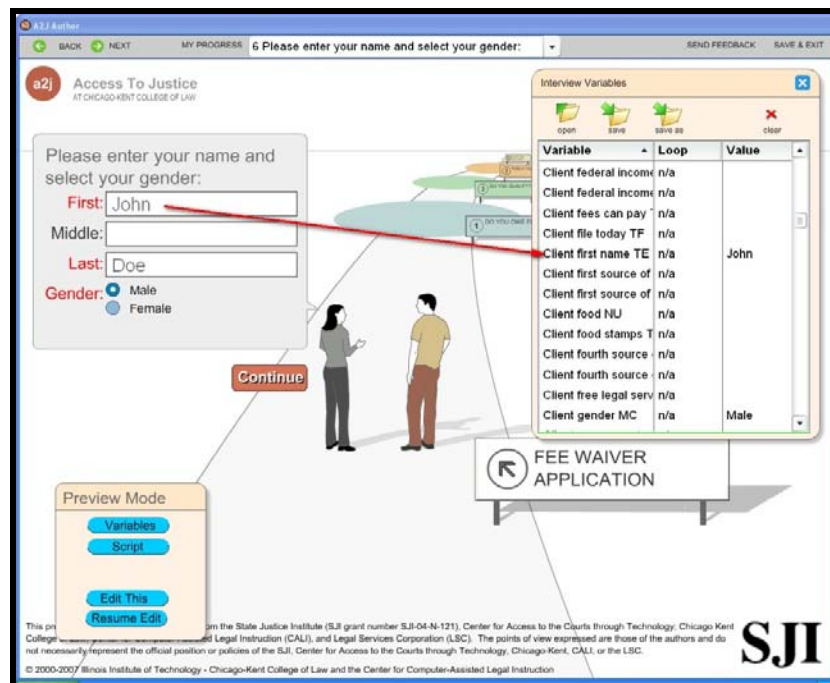 A2J Author
BACK NEXT MY PROGRESS 6 Please enter your name and select your gender: SEND FEEDBACK SAVE & EXIT
a2j Access To Justice
AT CHICAGO-KENT COLLEGE OF LAW
Please enter your name and
select your gender:
First: John
Middle:
Last: Doe
Gender: Male
Female
Continue
Interview Variables
open save save as clear
Variable Loop Value
Client federal income n/a
Client federal income n/a
Client fees can pay n/a
Client file today TF n/a
Client first name TE n/a John
Client first source of n/a
Client first source of n/a
Client food NU n/a
Client food stamps T n/a
Client fourth source n/a
Client fourth source n/a
Client free legal serv n/a
Client gender MC n/a Male
1 DO YOU OWE
FEE WAIVER
APPLICATION
Preview Mode
Variables
Script
Edit This
Resume Edit
This from the State Justice Institute (SJI grant number SJI-04-N-121), Center for Access to the Courts through Technology; Chicago Kent
College of Legal Instruction (CALI), and Legal Services Corporation (LSC). The points of view expressed are those of the authors and do
not necessarily represent the official position or policies of the SJI, Center for Access to the Courts through Technology, Chicago-Kent, CALI, or the LSC.
© 2000-2007 Illinois Institute of Technology - Chicago-Kent College of Law and the Center for Computer-Assisted Legal Instruction
SJI